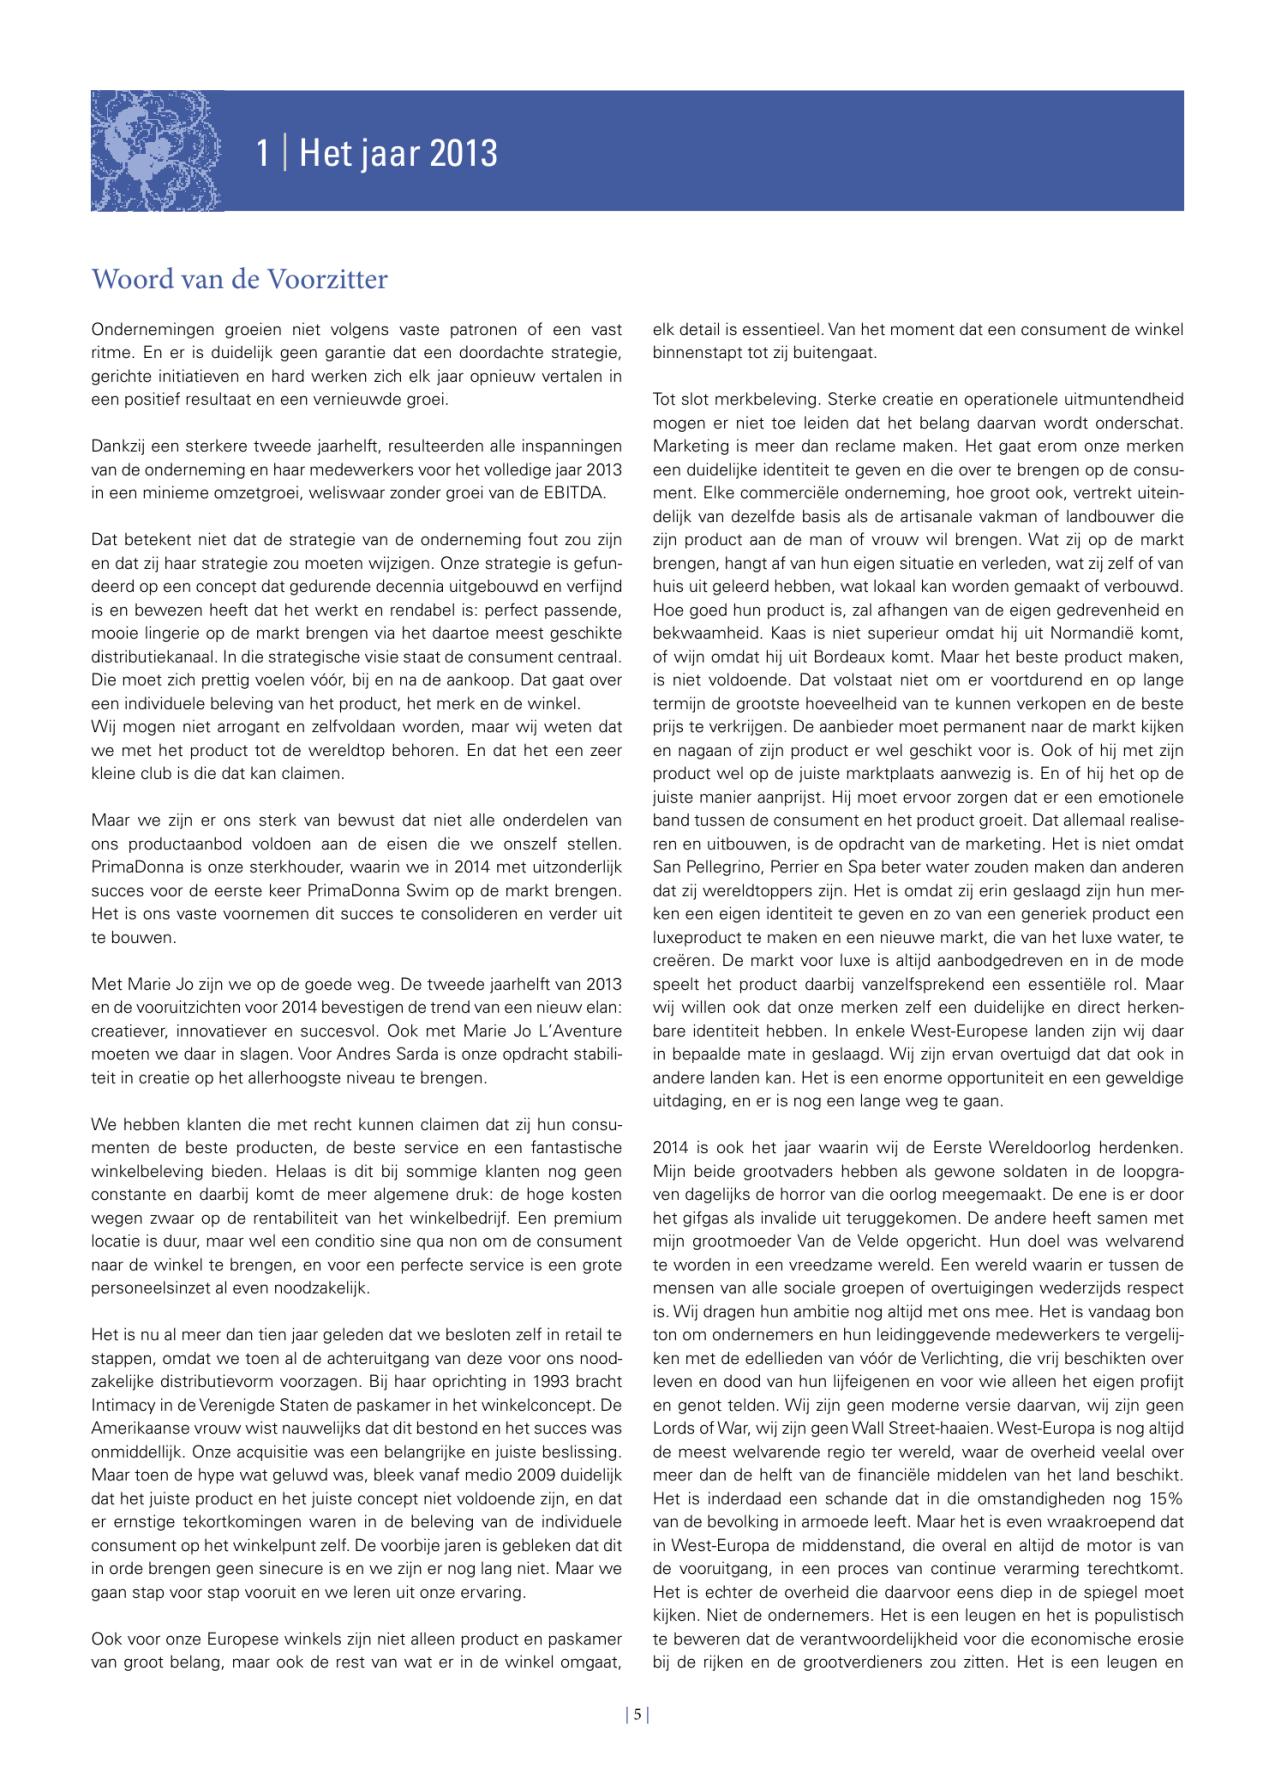 1 | Het jaar 2013
Woord van de Voorzitter
Ondernemingen groeien niet volgens vaste patronen of een vast
ritme. En er is duidelijk geen garantie dat een doordachte strategie,
gerichte initiatieven en hard werken zich elk jaar opnieuw vertalen in
een positief resultaat en een vernieuwde groei.
Dankzij een sterkere tweede jaarhelft, resulteerden alle inspanningen
van de onderneming en haar medewerkers voor het volledige jaar 2013
in een minieme omzetgroei, weliswaar zonder groei van de EBITDA.
Dat betekent niet dat de strategie van de onderneming fout zou zijn
en dat zij haar strategie zou moeten wijzigen. Onze strategie is gefun-
deerd op een concept dat gedurende decennia uitgebouwd en verfijnd
is en bewezen heeft dat het werkt en rendabel is: perfect passende,
mooie lingerie op de markt brengen via het daartoe meest geschikte
distributiekanaal. In die strategische visie staat de consument centraal.
Die moet zich prettig voelen vóór, bij en na de aankoop. Dat gaat over
een individuele beleving van het product, het merk en de winkel.
Wij mogen niet arrogant en zelfvoldaan worden, maar wij weten dat
we met het product tot de wereldtop behoren. En dat het een zeer
kleine club is die dat kan claimen.
Maar we zijn er ons sterk van bewust dat niet alle onderdelen van
ons productaanbod voldoen aan de eisen die we onszelf stellen.
PrimaDonna is onze sterkhouder, waarin we in 2014 met uitzonderlijk
succes voor de eerste keer PrimaDonna Swim op de markt brengen.
Het is ons vaste voornemen dit succes te consolideren en verder uit
te bouwen.
Met Marie Jo zijn we op de goede weg. De tweede jaarhelft van 2013
en de vooruitzichten voor 2014 bevestigen de trend van een nieuw elan:
creatiever, innovatiever en succesvol. Ook met Marie Jo L’Aventure
moeten we daar in slagen. Voor Andres Sarda is onze opdracht stabili-
teit in creatie op het allerhoogste niveau te brengen.
We hebben klanten die met recht kunnen claimen dat zij hun consu-
menten de beste producten, de beste service en een fantastische
winkelbeleving bieden. Helaas is dit bij sommige klanten nog geen
constante en daarbij komt de meer algemene druk: de hoge kosten
wegen zwaar op de rentabiliteit van het winkelbedrijf. Een premium
locatie is duur, maar wel een conditio sine qua non om de consument
naar de winkel te brengen, en voor een perfecte service is een grote
personeelsinzet al even noodzakelijk.
Het is nu al meer dan tien jaar geleden dat we besloten zelf in retail te
stappen, omdat we toen al de achteruitgang van deze voor ons nood-
zakelijke distributievorm voorzagen. Bij haar oprichting in 1993 bracht
Intimacy in de Verenigde Staten de paskamer in het winkelconcept. De
Amerikaanse vrouw wist nauwelijks dat dit bestond en het succes was
onmiddellijk. Onze acquisitie was een belangrijke en juiste beslissing.
Maar toen de hype wat geluwd was, bleek vanaf medio 2009 duidelijk
dat het juiste product en het juiste concept niet voldoende zijn, en dat
er ernstige tekortkomingen waren in de beleving van de individuele
consument op het winkelpunt zelf. De voorbije jaren is gebleken dat dit
in orde brengen geen sinecure is en we zijn er nog lang niet. Maar we
gaan stap voor stap vooruit en we leren uit onze ervaring.
Ook voor onze Europese winkels zijn niet alleen product en paskamer
van groot belang, maar ook de rest van wat er in de winkel omgaat,
elk detail is essentieel. Van het moment dat een consument de winkel
binnenstapt tot zij buitengaat.
Tot slot merkbeleving. Sterke creatie en operationele uitmuntendheid
mogen er niet toe leiden dat het belang daarvan wordt onderschat.
Marketing is meer dan reclame maken. Het gaat erom onze merken
een duidelijke identiteit te geven en die over te brengen op de consu-
ment. Elke commerciële onderneming, hoe groot ook, vertrekt uitein-
delijk van dezelfde basis als de artisanale vakman of landbouwer die
zijn product aan de man of vrouw wil brengen. Wat zij op de markt
brengen, hangt af van hun eigen situatie en verleden, wat zij zelf of van
huis uit geleerd hebben, wat lokaal kan worden gemaakt of verbouwd.
Hoe goed hun product is, zal afhangen van de eigen gedrevenheid en
bekwaamheid. Kaas is niet superieur omdat hij uit Normandië komt,
of wijn omdat hij uit Bordeaux komt. Maar het beste product maken,
is niet voldoende. Dat volstaat niet om er voortdurend en op lange
termijn de grootste hoeveelheid van te kunnen verkopen en de beste
prijs te verkrijgen. De aanbieder moet permanent naar de markt kijken
en nagaan of zijn product er wel geschikt voor is. Ook of hij met zijn
product wel op de juiste marktplaats aanwezig is. En of hij het op de
juiste manier aanprijst. Hij moet ervoor zorgen dat er een emotionele
band tussen de consument en het product groeit. Dat allemaal realise-
ren en uitbouwen, is de opdracht van de marketing. Het is niet omdat
San Pellegrino, Perrier en Spa beter water zouden maken dan anderen
dat zij wereldtoppers zijn. Het is omdat zij erin geslaagd zijn hun mer-
ken een eigen identiteit te geven en zo van een generiek product een
luxeproduct te maken en een nieuwe markt, die van het luxe water, te
creëren. De markt voor luxe is altijd aanbodgedreven en in de mode
speelt het product daarbij vanzelfsprekend een essentiële rol. Maar
wij willen ook dat onze merken zelf een duidelijke en direct herken-
bare identiteit hebben. In enkele West-Europese landen zijn wij daar
in bepaalde mate in geslaagd. Wij zijn ervan overtuigd dat dat ook in
andere landen kan. Het is een enorme opportuniteit en een geweldige
uitdaging, en er is nog een lange weg te gaan.
2014 is ook het jaar waarin wij de Eerste Wereldoorlog herdenken.
Mijn beide grootvaders hebben als gewone soldaten in de loopgra-
ven dagelijks de horror van die oorlog meegemaakt. De ene is er door
het gifgas als invalide uit teruggekomen. De andere heeft samen met
mijn grootmoeder Van de Velde opgericht. Hun doel was welvarend
te worden in een vreedzame wereld. Een wereld waarin er tussen de
mensen van alle sociale groepen of overtuigingen wederzijds respect
is. Wij dragen hun ambitie nog altijd met ons mee. Het is vandaag bon
ton om ondernemers en hun leidinggevende medewerkers te vergelij-
ken met de edellieden van vóór de Verlichting, die vrij beschikten over
leven en dood van hun lijfeigenen en voor wie alleen het eigen profijt
en genot telden. Wij zijn geen moderne versie daarvan, wij zijn geen
Lords of War, wij zijn geen Wall Street-haaien. West-Europa is nog altijd
de meest welvarende regio ter wereld, waar de overheid veelal over
meer dan de helft van de financiële middelen van het land beschikt.
Het is inderdaad een schande dat in die omstandigheden nog 15%
van de bevolking in armoede leeft. Maar het is even wraakroepend dat
in West-Europa de middenstand, die overal en altijd de motor is van
de vooruitgang, in een proces van continue verarming terechtkomt.
Het is echter de overheid die daarvoor eens diep in de spiegel moet
kijken. Niet de ondernemers. Het is een leugen en het is populistisch
te beweren dat de verantwoordelijkheid voor die economische erosie
bij de rijken en de grootverdieners zou zitten. Het is een leugen en
| 5 |